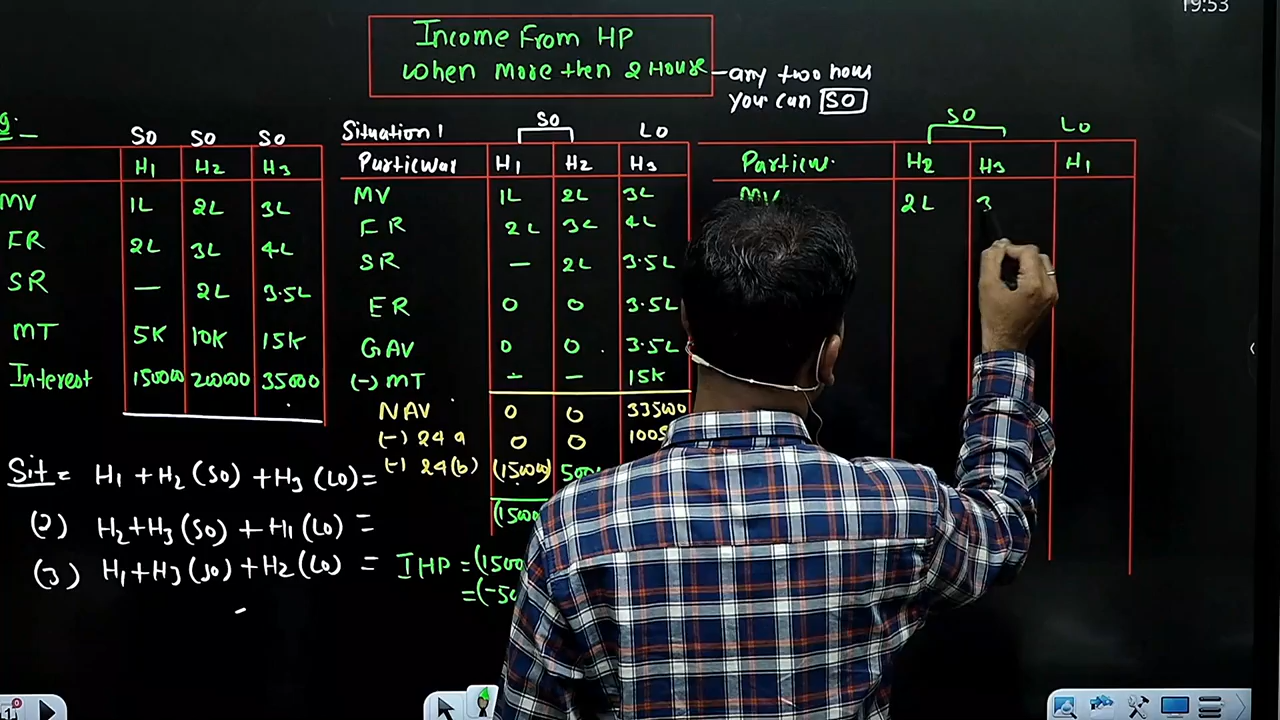 19:53
Income From HP
When More then 2 House - any two hous
you can SO
g:-
SO SO SO
H1 H2 H3
MV 1L 2L 3L
FR 2L 3L 4L
SR — 2L 3.5L
MT 5K 10K 15K
Interest 150000 200000 35000
Situation 1 SO LO
Particular H1 H2 H3
MV 1L 2L 3L
FR 2L 3L 4L
SR — 2L 3.5L
ER 0 0 3.5L
GAV 0 0 3.5L
(-) MT - - 15K
NAV 0 0 335000
(-) 24 a 0 0
(-) 24(b)
SO LO
Particu. H2 H3 H1
MV 2L 3
Sit = H1 + H2 (SO) + H3 (LO) =
(2) H2 + H3 (SO) + H1 (LO) =
(3) H1 + H3 (SO) + H2 (LO) =
IHP =